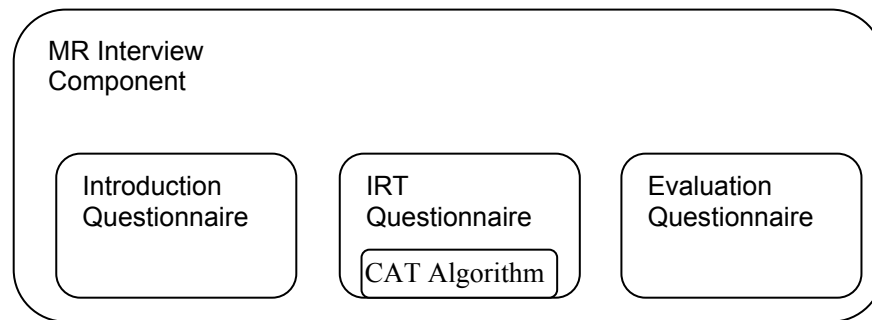 MR Interview
Component
Introduction
Questionnaire
IRT
Questionnaire
CAT Algorithm
Evaluation
Questionnaire